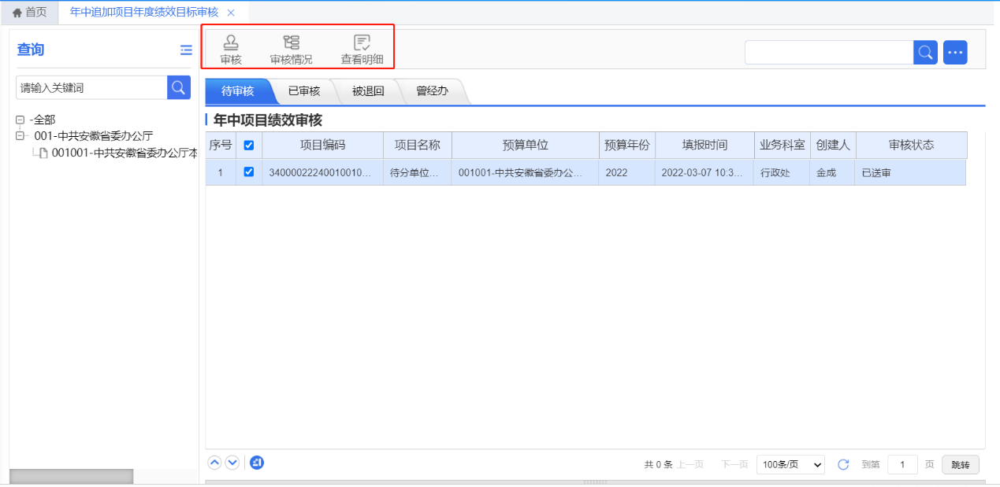 首页 年中追加项目年度绩效目标审核
查询
审核 审核情况 查看明细
请输入关键词
-全部
001-中共安徽省委办公厅
001001-中共安徽省委办公厅本
待审核 已审核 被退回 曾经办
年中项目绩效审核
序号 项目编码 项目名称 预算单位 预算年份 填报时间 业务科室 创建人 审核状态
1 34000022240010010... 待分单位... 001001-中共安徽省委办公... 2022 2022-03-07 10:3... 行政处 金成 已送审
共 0 条 上一页 下一页 100条/页 到第 1 页 跳转